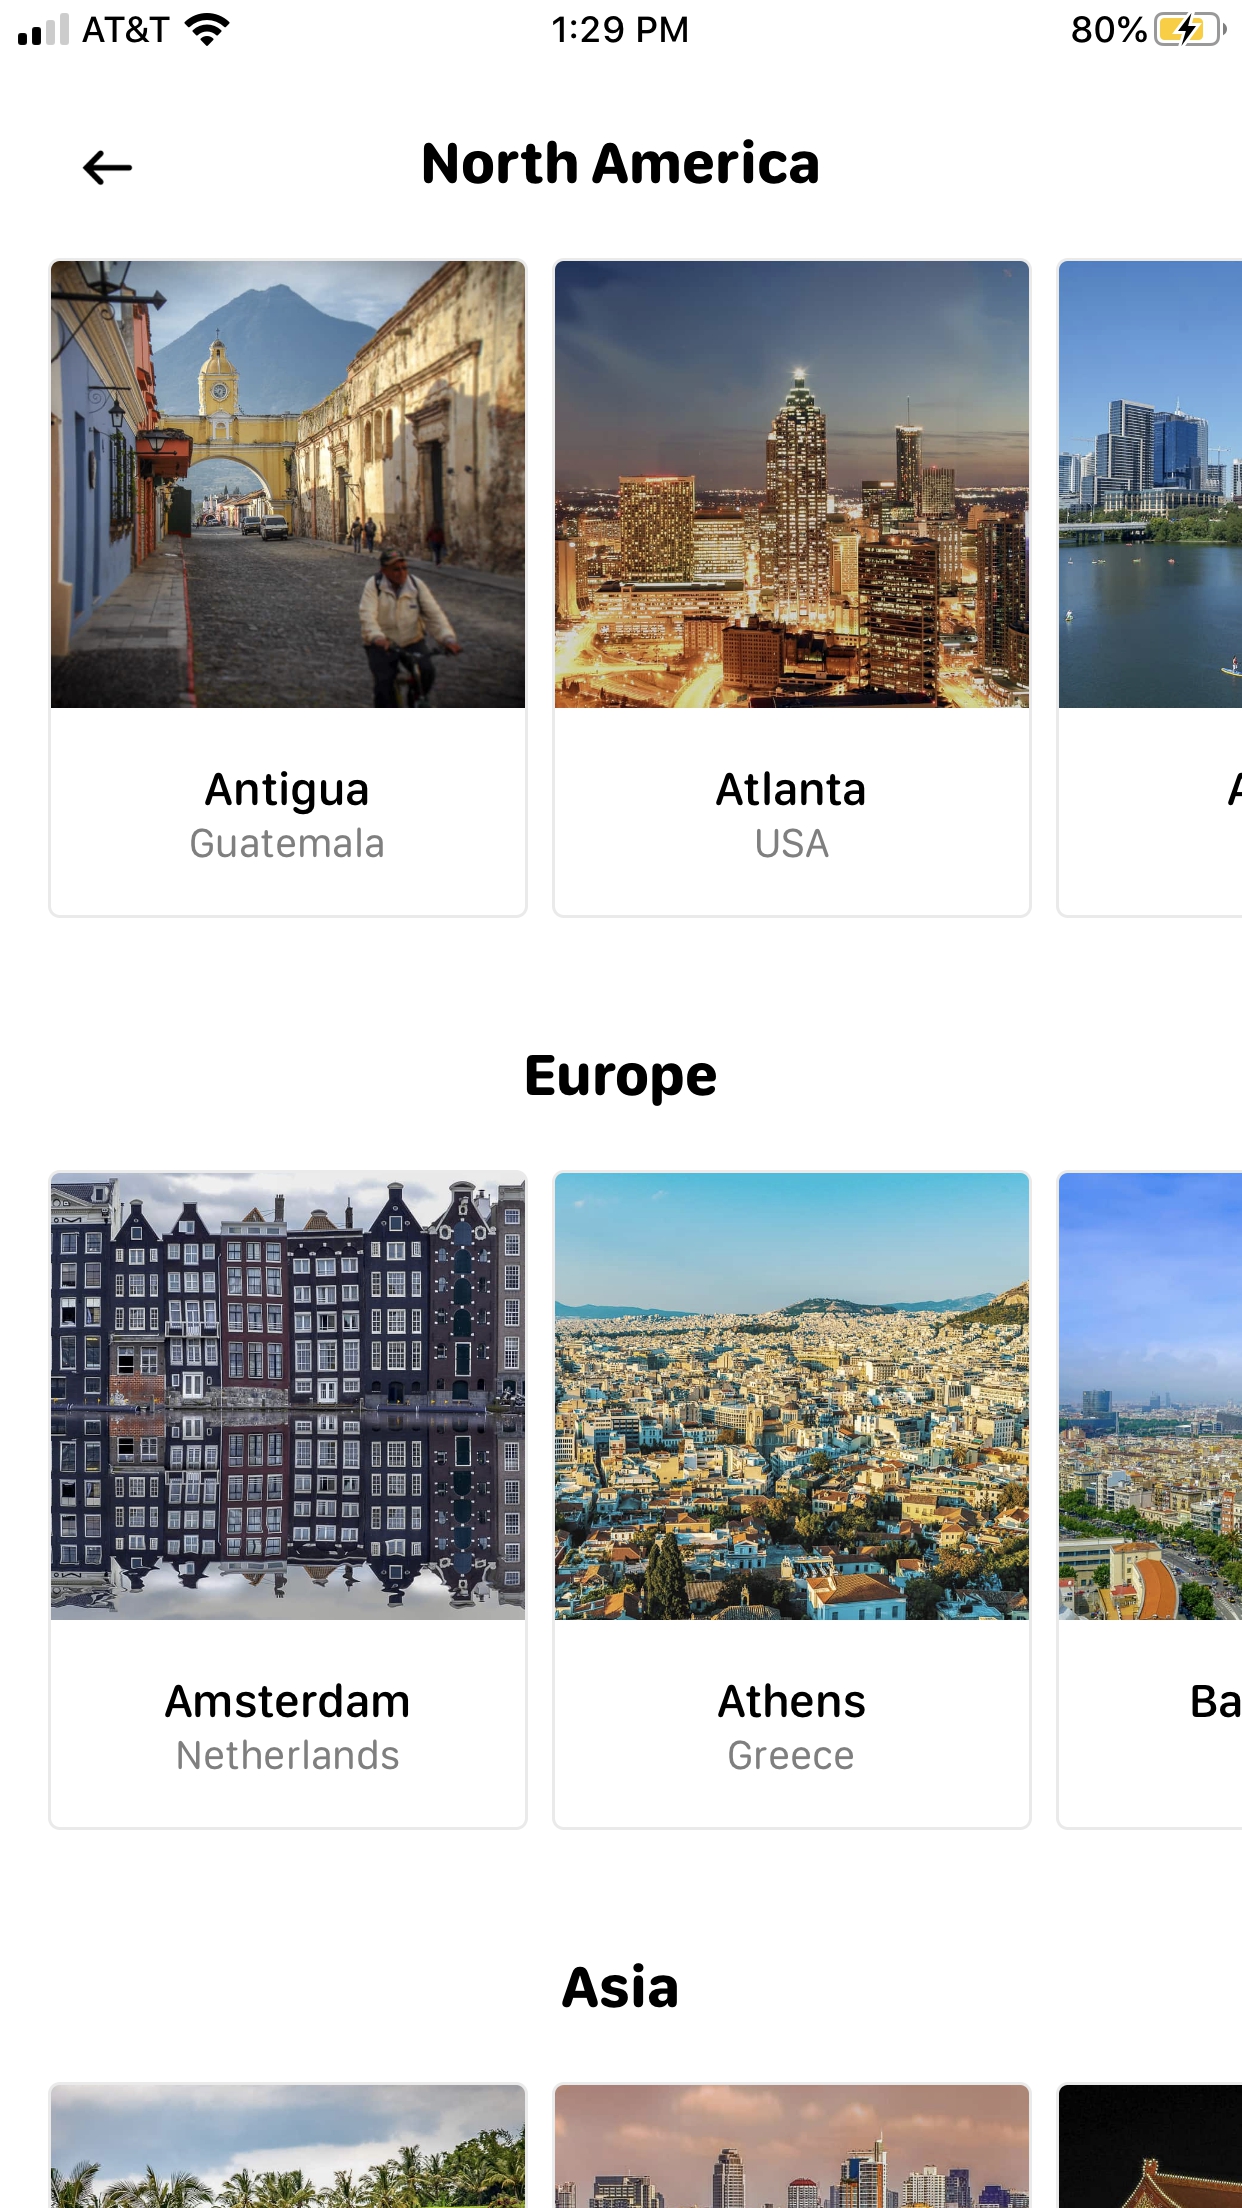 AT&T 1:29 PM 80%
North America
Antigua
Guatemala
Atlanta
USA
Europe
Amsterdam
Netherlands
Athens
Greece
Ba
Asia